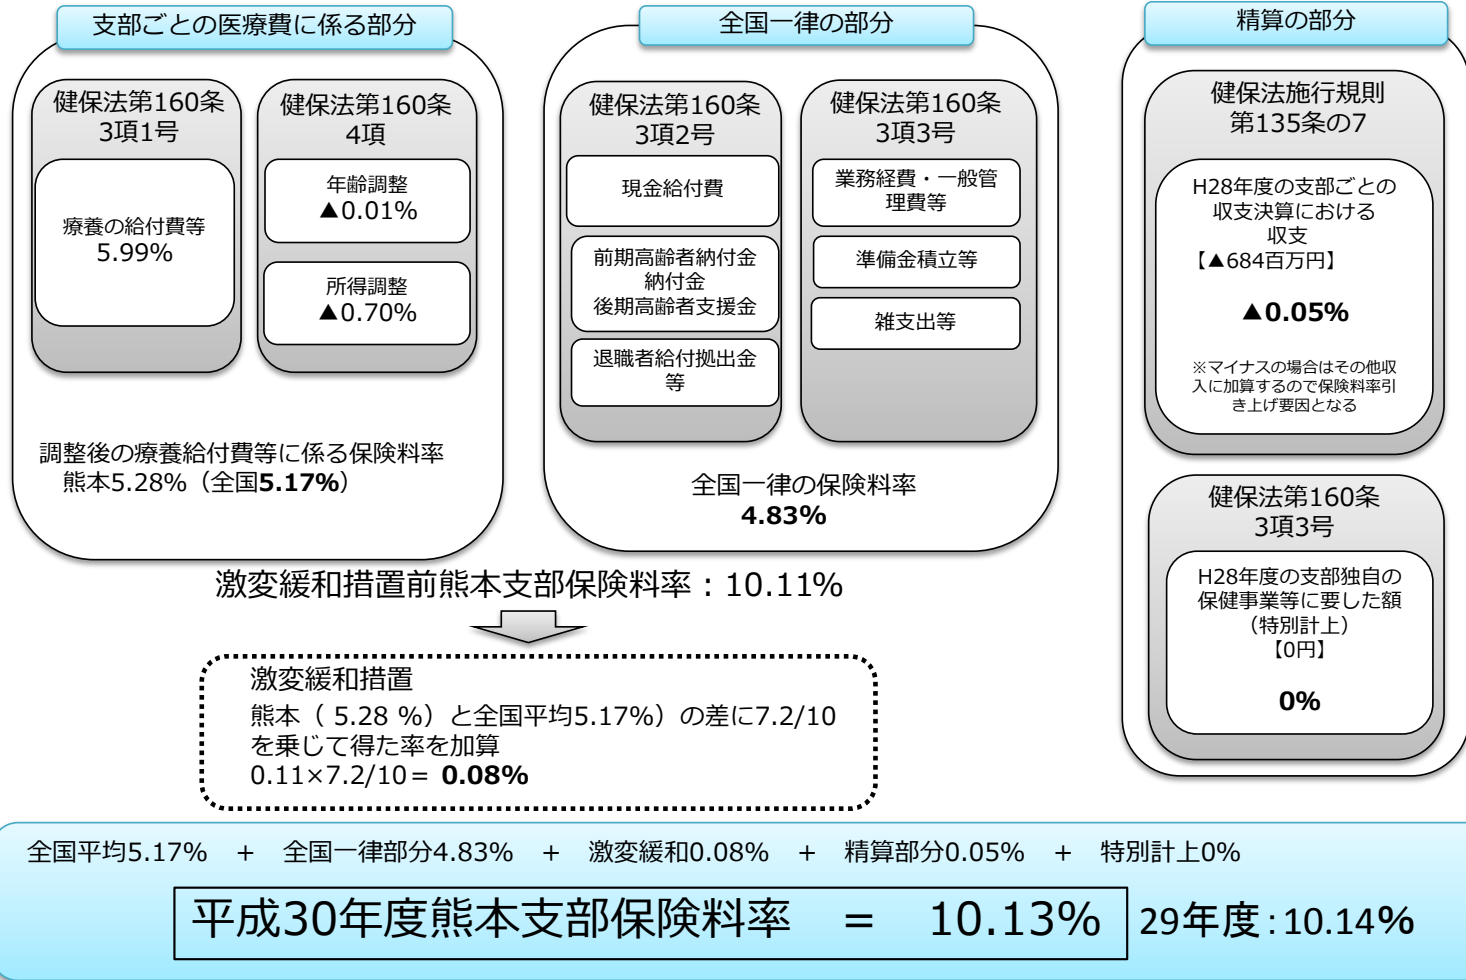 支部ごとの医療費に係る部分
健保法第160条
3項1号
療養の給付費等
5.99%
健保法第160条
4項
年齢調整
▲0.01%
所得調整
▲0.70%
調整後の療養給付費等に係る保険料率
熊本5.28%（全国5.17%）
全国一律の部分
健保法第160条
3項2号
現金給付費
前期高齢者納付金
納付金
後期高齢者支援金
退職者給付拠出金
等
健保法第160条
3項3号
業務経費・一般管
理費等
準備金積立等
雑支出等
全国一律の保険料率
4.83%
精算の部分
健保法施行規則
第135条の7
H28年度の支部ごとの
収支決算における
収支
【▲684百万円】
▲0.05%
※マイナスの場合はその他収
入に加算するので保険料率引
き上げ要因となる
健保法第160条
3項3号
H28年度の支部独自の
保健事業等に要した額
（特別計上）
【0円】
0%
激変緩和措置前熊本支部保険料率：10.11%
激変緩和措置
熊本（ 5.28 %）と全国平均5.17%）の差に7.2/10
を乗じて得た率を加算
0.11×7.2/10＝ 0.08%
全国平均5.17% + 全国一律部分4.83% + 激変緩和0.08% + 精算部分0.05% + 特別計上0%
平成30年度熊本支部保険料率 = 10.13% 29年度：10.14%